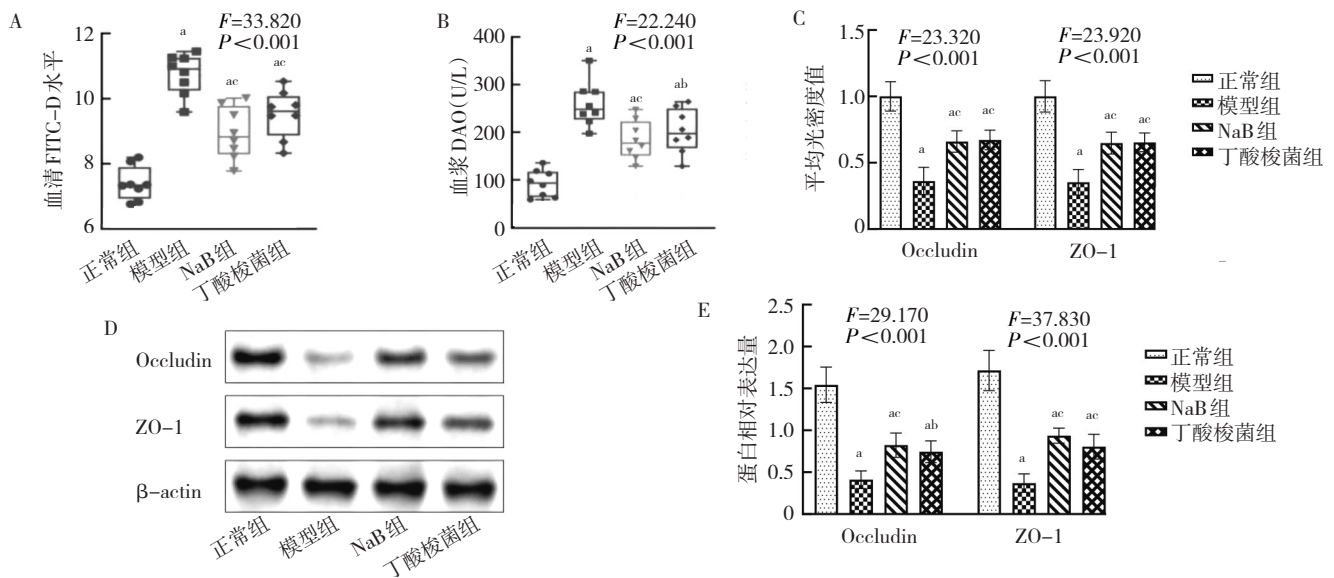 A
F=33.820
P<0.001
血清 FITC-D 水平
12
10
8
6
a
ac
ac
正常组
模型组
NaB组
丁酸梭菌组
B
F=22.240
P<0.001
血浆 DAO(U/L)
400
300
200
100
0
a
ac
ab
正常组
模型组
NaB组
丁酸梭菌组
C
F=23.320
P<0.001
F=23.920
P<0.001
平均光密度值
1.5
1.0
0.5
0
a
ac
ac
a
ac
ac
Occludin
ZO-1
正常组
模型组
NaB组
丁酸梭菌组
D
Occludin
ZO-1
β-actin
正常组
模型组
NaB组
丁酸梭菌组
E
F=29.170
P<0.001
F=37.830
P<0.001
蛋白相对表达量
2.5
2.0
1.5
1.0
0.5
0
a
ac
ab
a
ac
ac
Occludin
ZO-1
正常组
模型组
NaB组
丁酸梭菌组